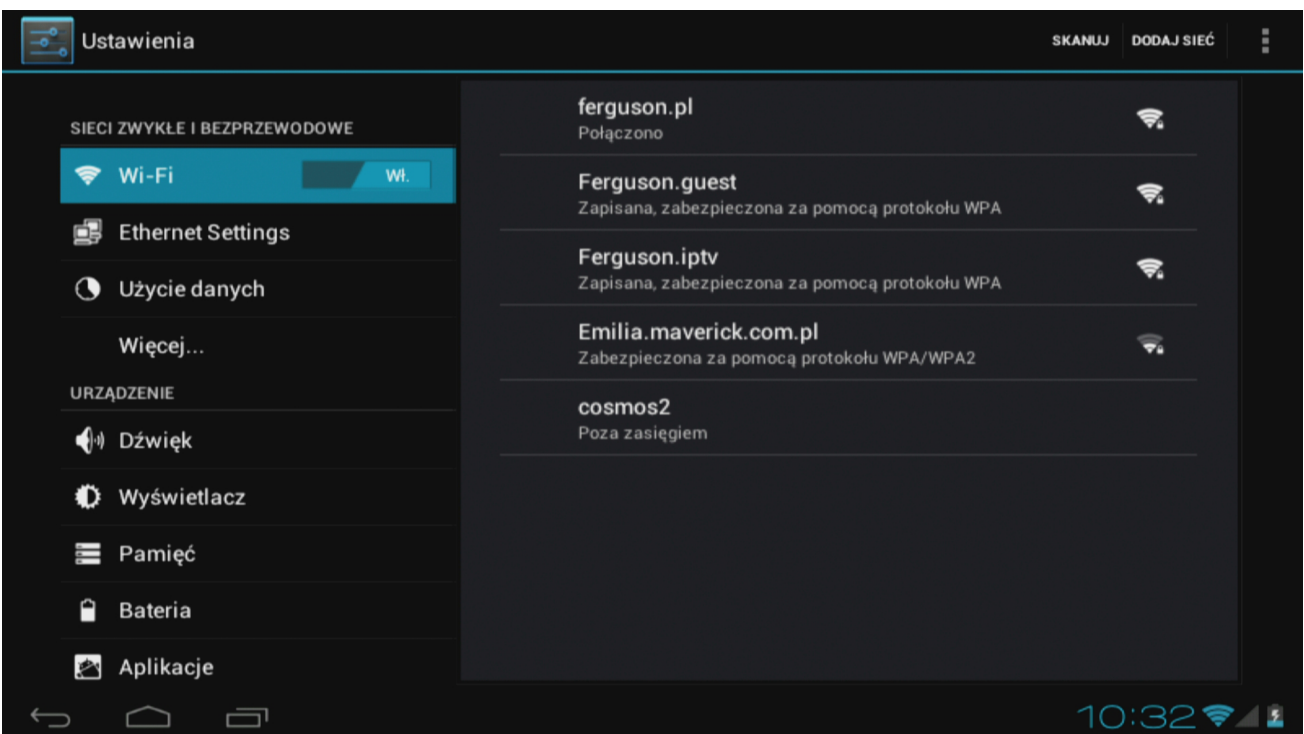 Ustawienia
SKANUJ
DODAJ SIEĆ
SIECI ZWYKŁE I BEZPRZEWODOWE
Wi-Fi
Wł.
Ethernet Settings
Użycie danych
Więcej...
URZĄDZENIE
Dźwięk
Wyświetlacz
Pamięć
Bateria
Aplikacje
ferguson.pl
Połączono
Ferguson.guest
Zapisana, zabezpieczona za pomocą protokołu WPA
Ferguson.iptv
Zapisana, zabezpieczona za pomocą protokołu WPA
Emilia.maverick.com.pl
Zabezpieczona za pomocą protokołu WPA/WPA2
cosmos2
Poza zasięgiem
10:32